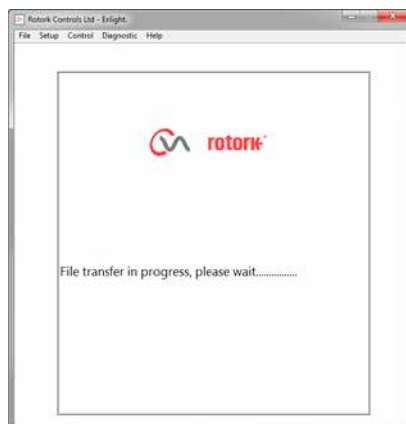 Rotork Controls Ltd - Enlight.
File Setup Control Diagnostic Help
rotork
File transfer in progress, please wait................